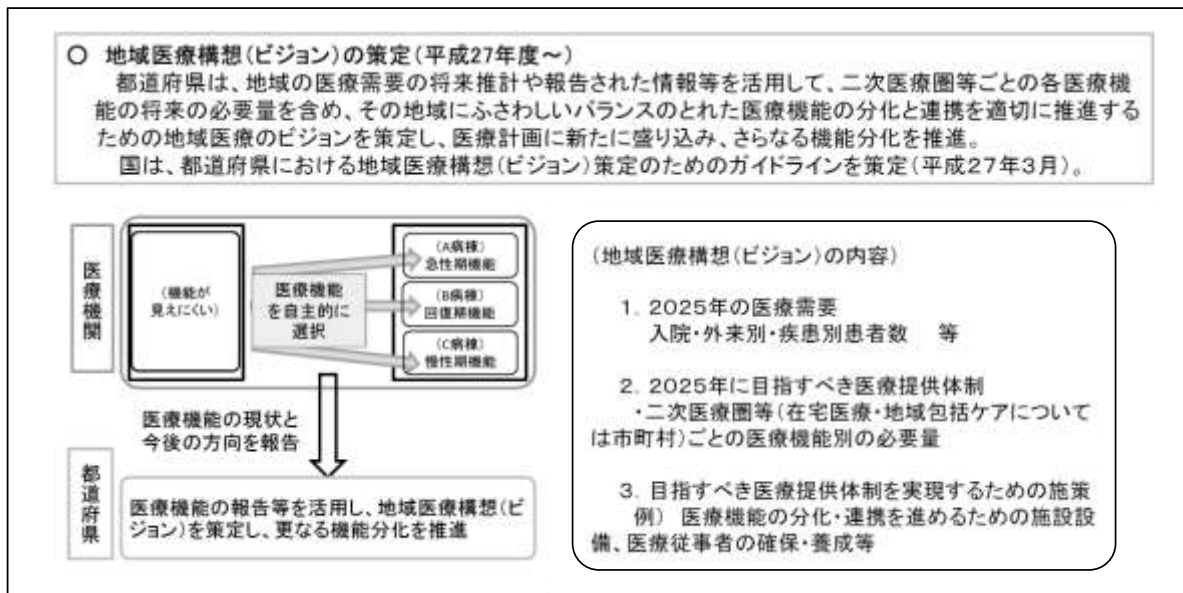 ○ 地域医療構想(ビジョン)の策定(平成27年度～)
都道府県は、地域の医療需要の将来推計や報告された情報等を活用して、二次医療圏等ごとの各医療機
能の将来の必要量を含め、その地域にふさわしいバランスのとれた医療機能の分化と連携を適切に推進する
ための地域医療のビジョンを策定し、医療計画に新たに盛り込み、さらなる機能分化を推進。
国は、都道府県における地域医療構想(ビジョン)策定のためのガイドラインを策定(平成27年3月)。
医療機関
(機能が
見えにくい)
医療機能
を自主的に
選択
(A病棟)
急性期機能
(B病棟)
回復期機能
(C病棟)
慢性期機能
医療機能の現状と
今後の方向を報告
都道府県
医療機能の報告等を活用し、地域医療構想(ビ
ジョン)を策定し、更なる機能分化を推進
(地域医療構想(ビジョン)の内容)
1. 2025年の医療需要
入院・外来別・疾患別患者数 等
2. 2025年に目指すべき医療提供体制
・二次医療圏等(在宅医療・地域包括ケアについて
は市町村)ごとの医療機能別の必要量
3. 目指すべき医療提供体制を実現するための施策
例) 医療機能の分化・連携を進めるための施設設
備、医療従事者の確保・養成等